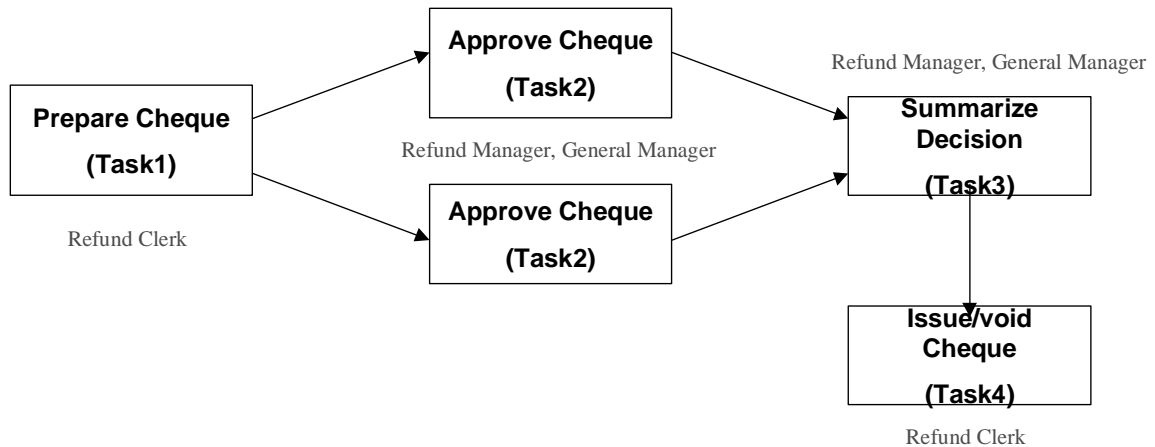 Prepare Cheque
(Task1)
Refund Clerk
Approve Cheque
(Task2)
Refund Manager, General Manager
Approve Cheque
(Task2)
Refund Manager, General Manager
Summarize
Decision
(Task3)
Issue/void
Cheque
(Task4)
Refund Clerk